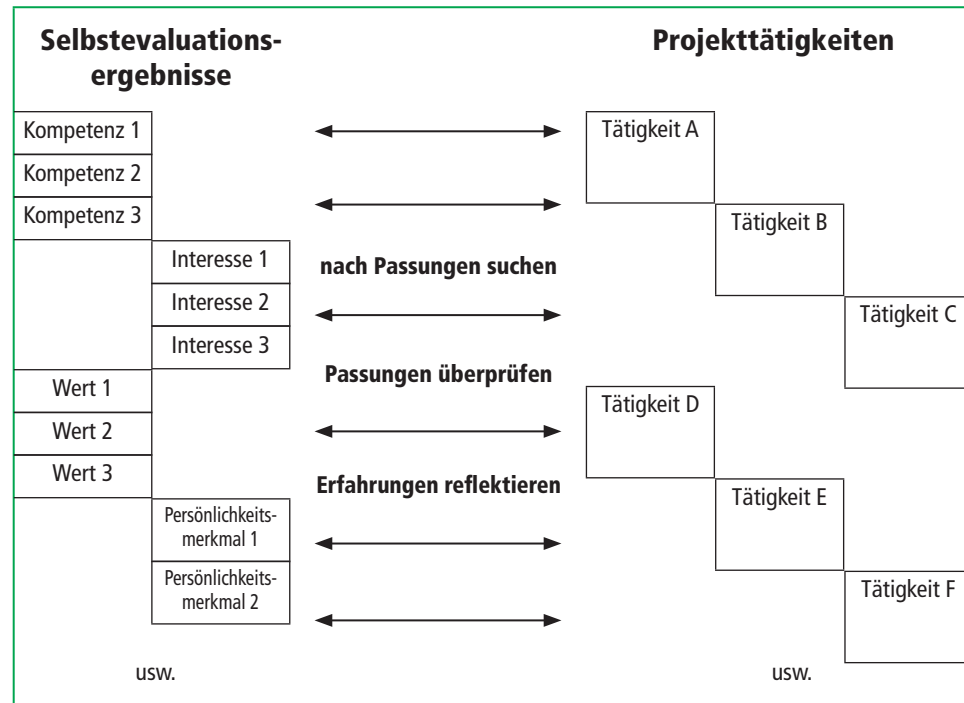 Selbstevaluations-
ergebnisse
Projekttätigkeiten
Kompetenz 1
Kompetenz 2
Kompetenz 3
Interesse 1
Interesse 2
Interesse 3
Wert 1
Wert 2
Wert 3
Persönlichkeits-
merkmal 1
Persönlichkeits-
merkmal 2
usw.
nach Passungen suchen
Passungen überprüfen
Erfahrungen reflektieren
Tätigkeit A
Tätigkeit B
Tätigkeit C
Tätigkeit D
Tätigkeit E
Tätigkeit F
usw.